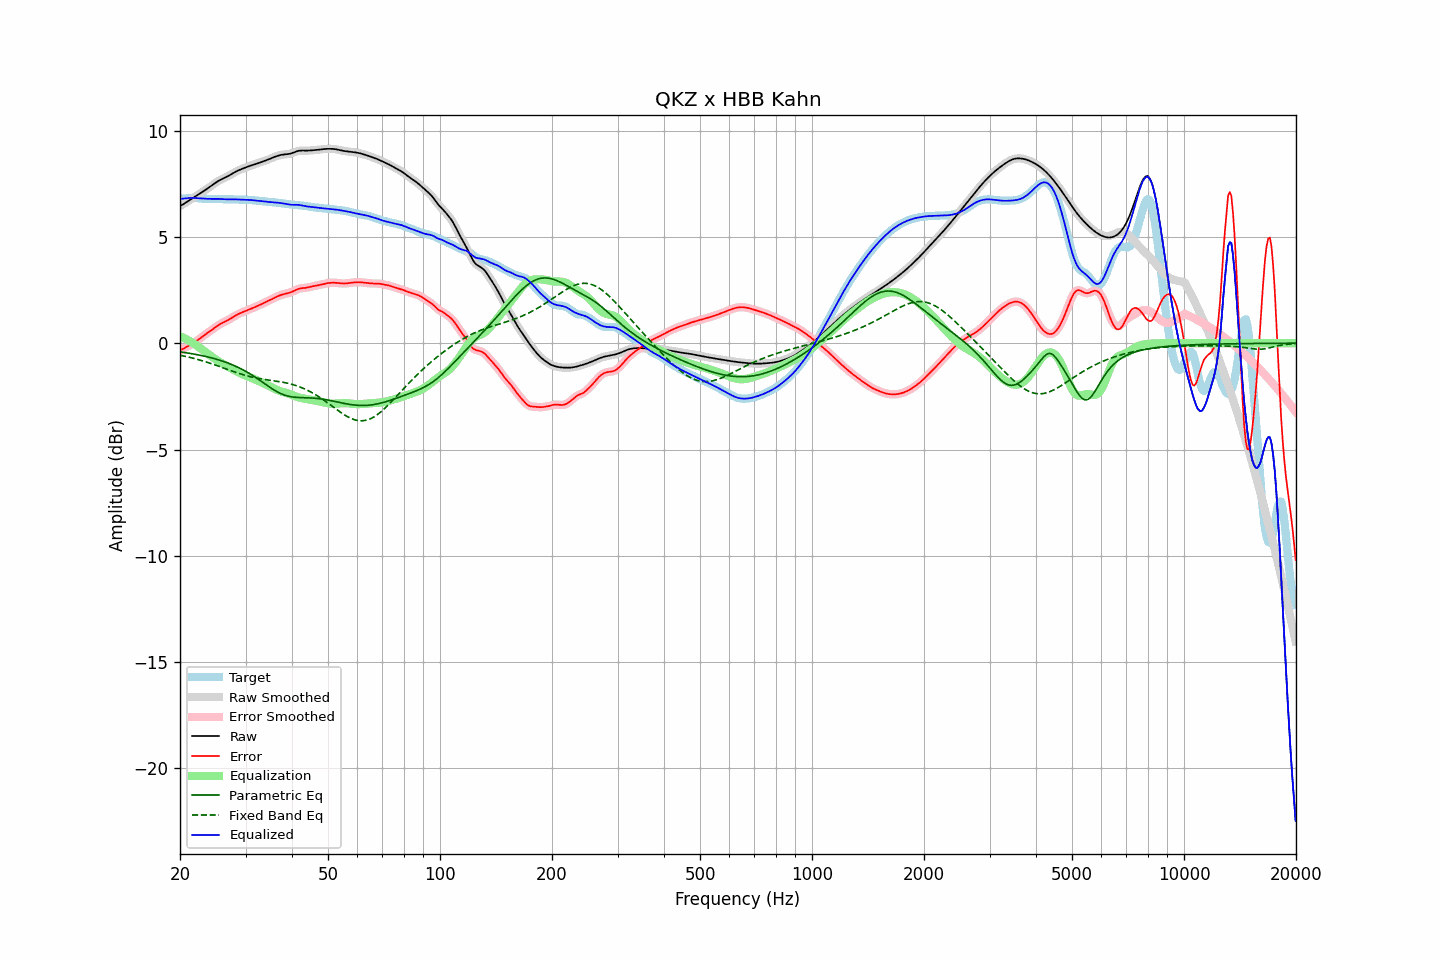 QKZ x HBB Kahn
10
5
0
−5
−10
−15
−20
Amplitude (dBr)
Target
Raw Smoothed
Error Smoothed
Raw
Error
Equalization
Parametric Eq
Fixed Band Eq
Equalized
20 50 100 200 500 1000 2000 5000 10000 20000
Frequency (Hz)